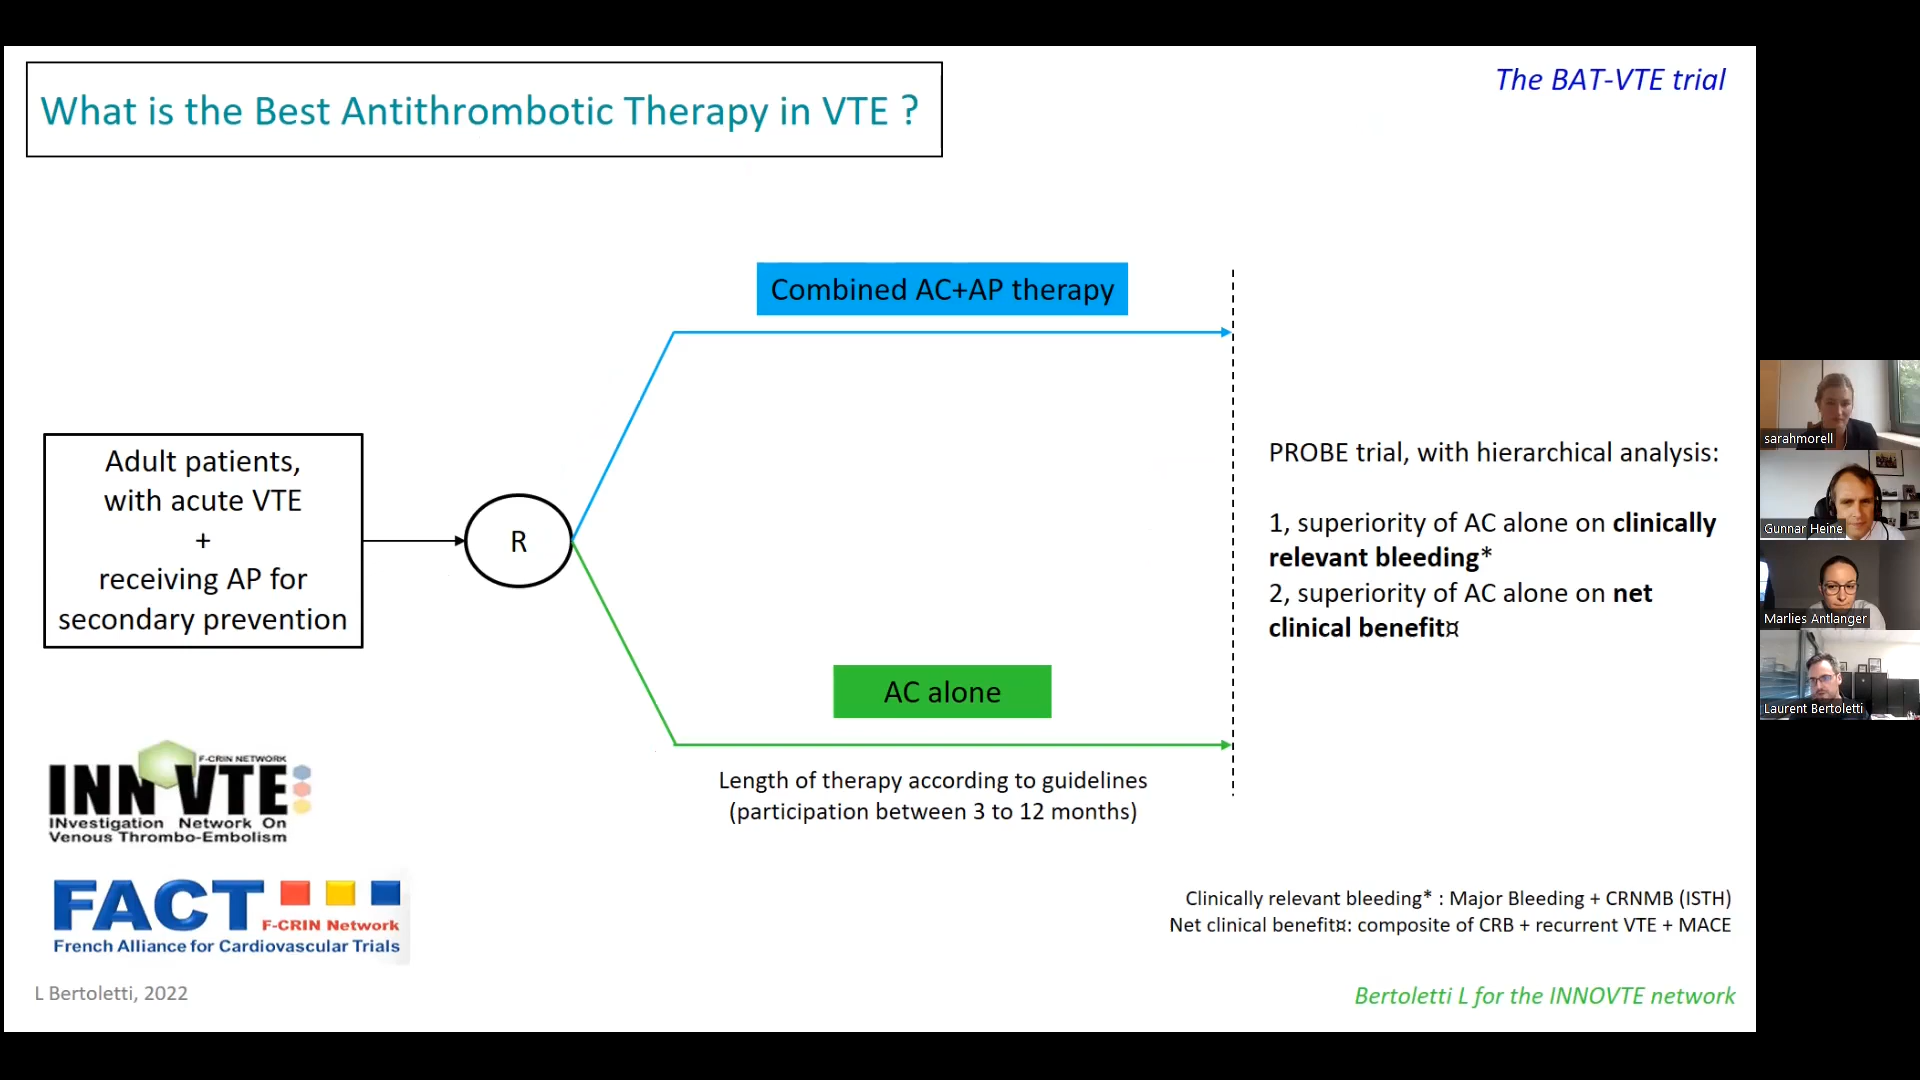 What is the Best Antithrombotic Therapy in VTE ?
The BAT-VTE trial
Combined AC+AP therapy
Adult patients,
with acute VTE
+
receiving AP for
secondary prevention
R
AC alone
Length of therapy according to guidelines
(participation between 3 to 12 months)
PROBE trial, with hierarchical analysis:
1, superiority of AC alone on clinically
relevant bleeding*
2, superiority of AC alone on net
clinical benefit¤
F-CRIN NETWORK
INNOVTE
INvestigation Network On
Venous Thrombo-Embolism
FACT
F-CRIN Network
French Alliance for Cardiovascular Trials
Clinically relevant bleeding* : Major Bleeding + CRNMB (ISTH)
Net clinical benefit¤: composite of CRB + recurrent VTE + MACE
L Bertoletti, 2022
Bertoletti L for the INNOVTE network
sarahmorell
Gunnar Heine
Marlies Antlanger
Laurent Bertoletti